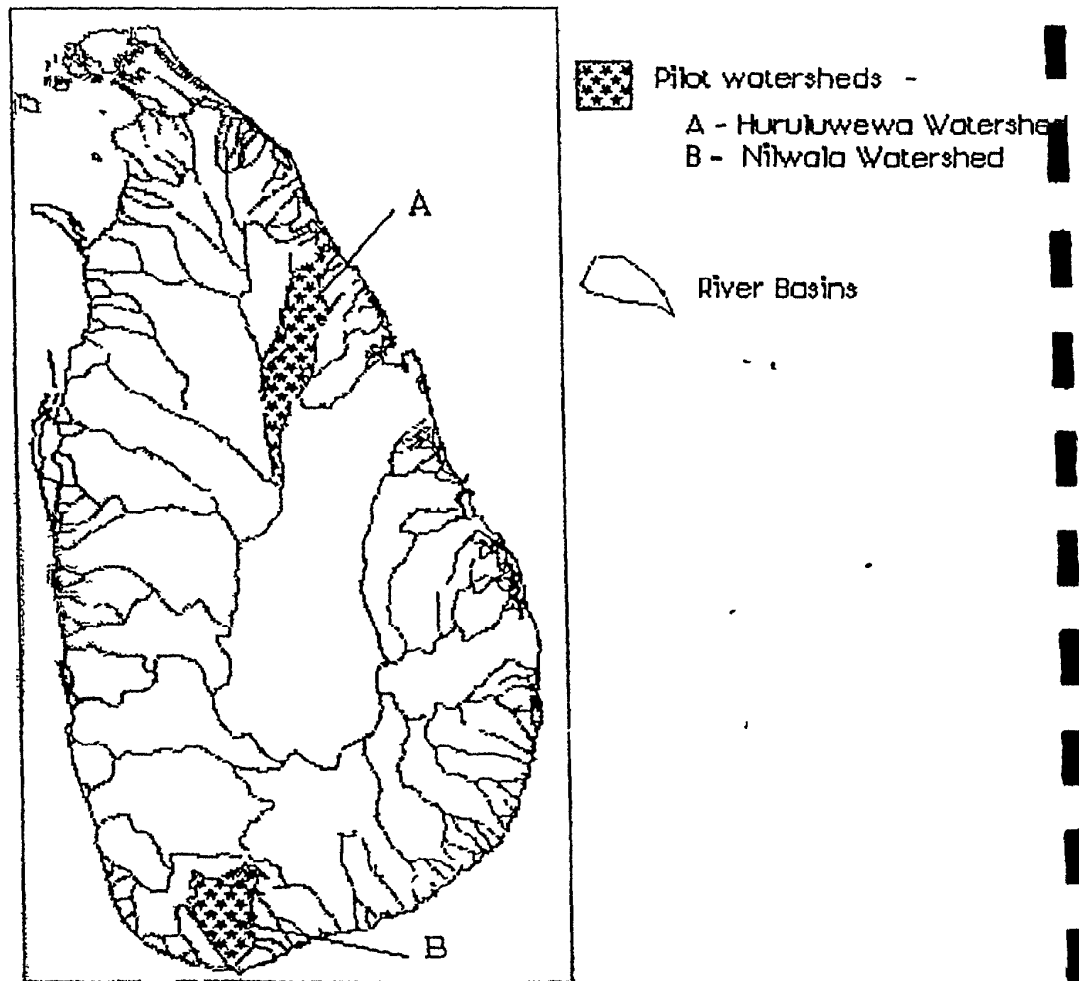 Pilot watersheds -
A - Huruluwewa Watershed
B - Nilwala Watershed
A
River Basins
B